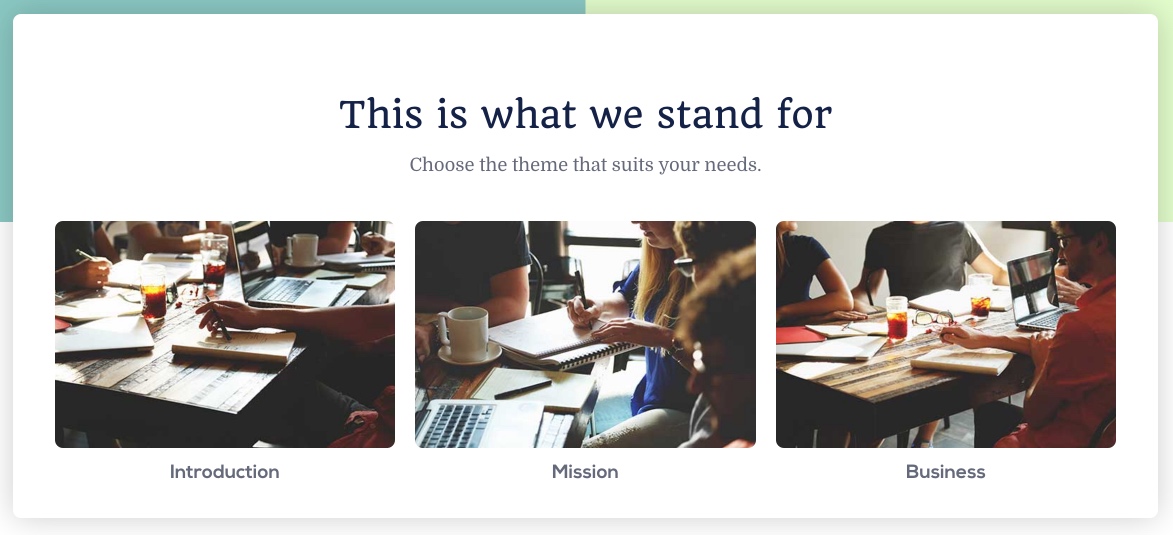 This is what we stand for
Choose the theme that suits your needs.
Introduction
Mission
Business